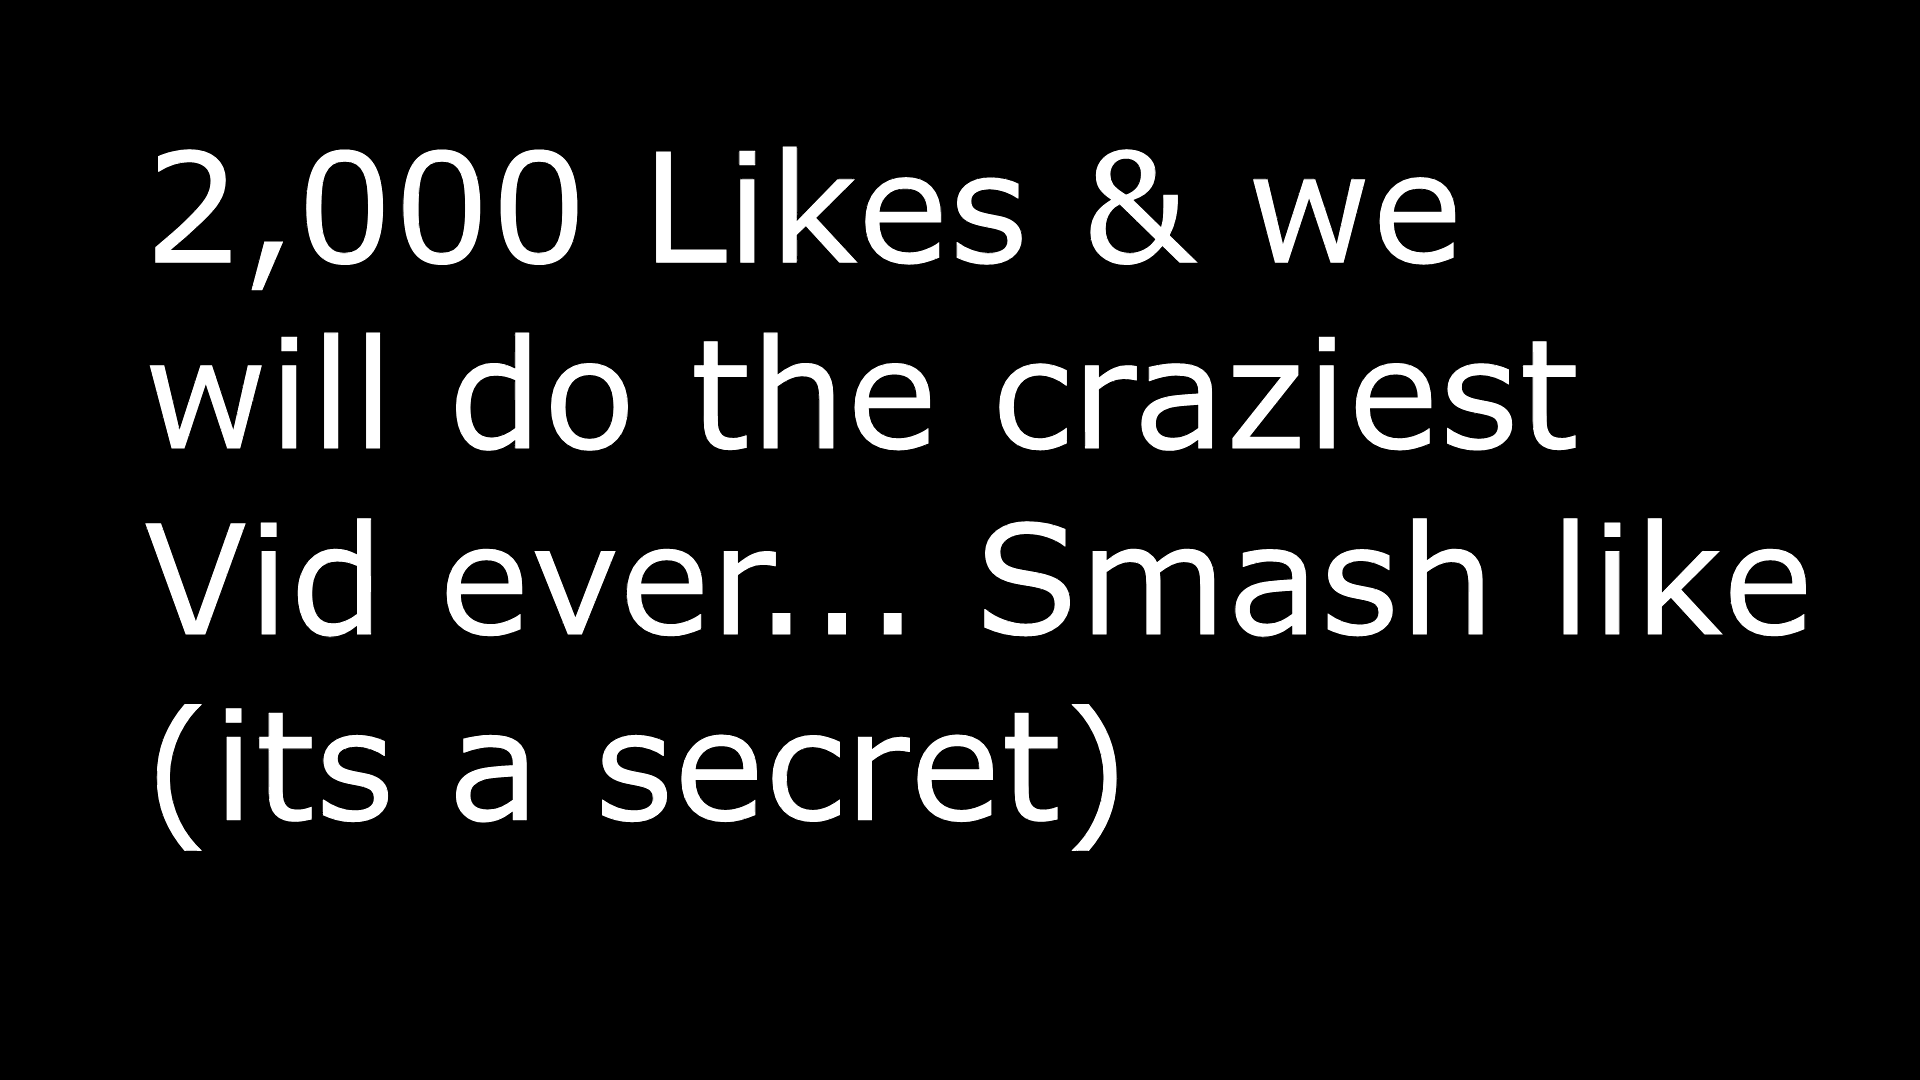 2,000 Likes & we
will do the craziest
Vid ever... Smash like
(its a secret)